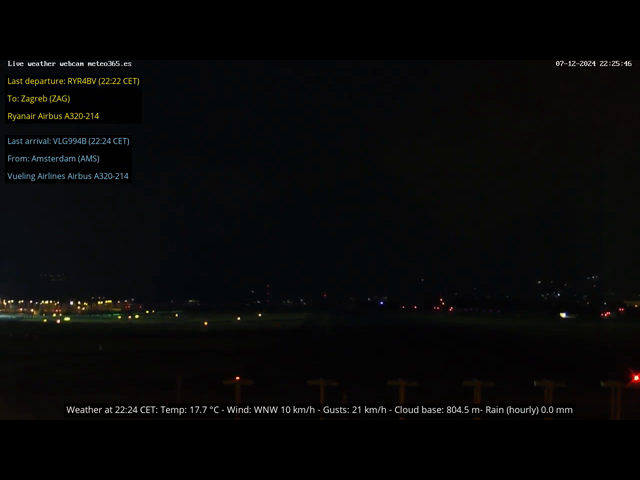 Live weather webcam meteo365.es
07-12-2024 22:25:46
Last departure: RYR4BV (22:22 CET)
To: Zagreb (ZAG)
Ryanair Airbus A320-214
Last arrival: VLG994B (22:24 CET)
From: Amsterdam (AMS)
Vueling Airlines Airbus A320-214
Weather at 22:24 CET: Temp: 17.7 °C - Wind: WNW 10 km/h - Gusts: 21 km/h - Cloud base: 804.5 m- Rain (hourly) 0.0 mm